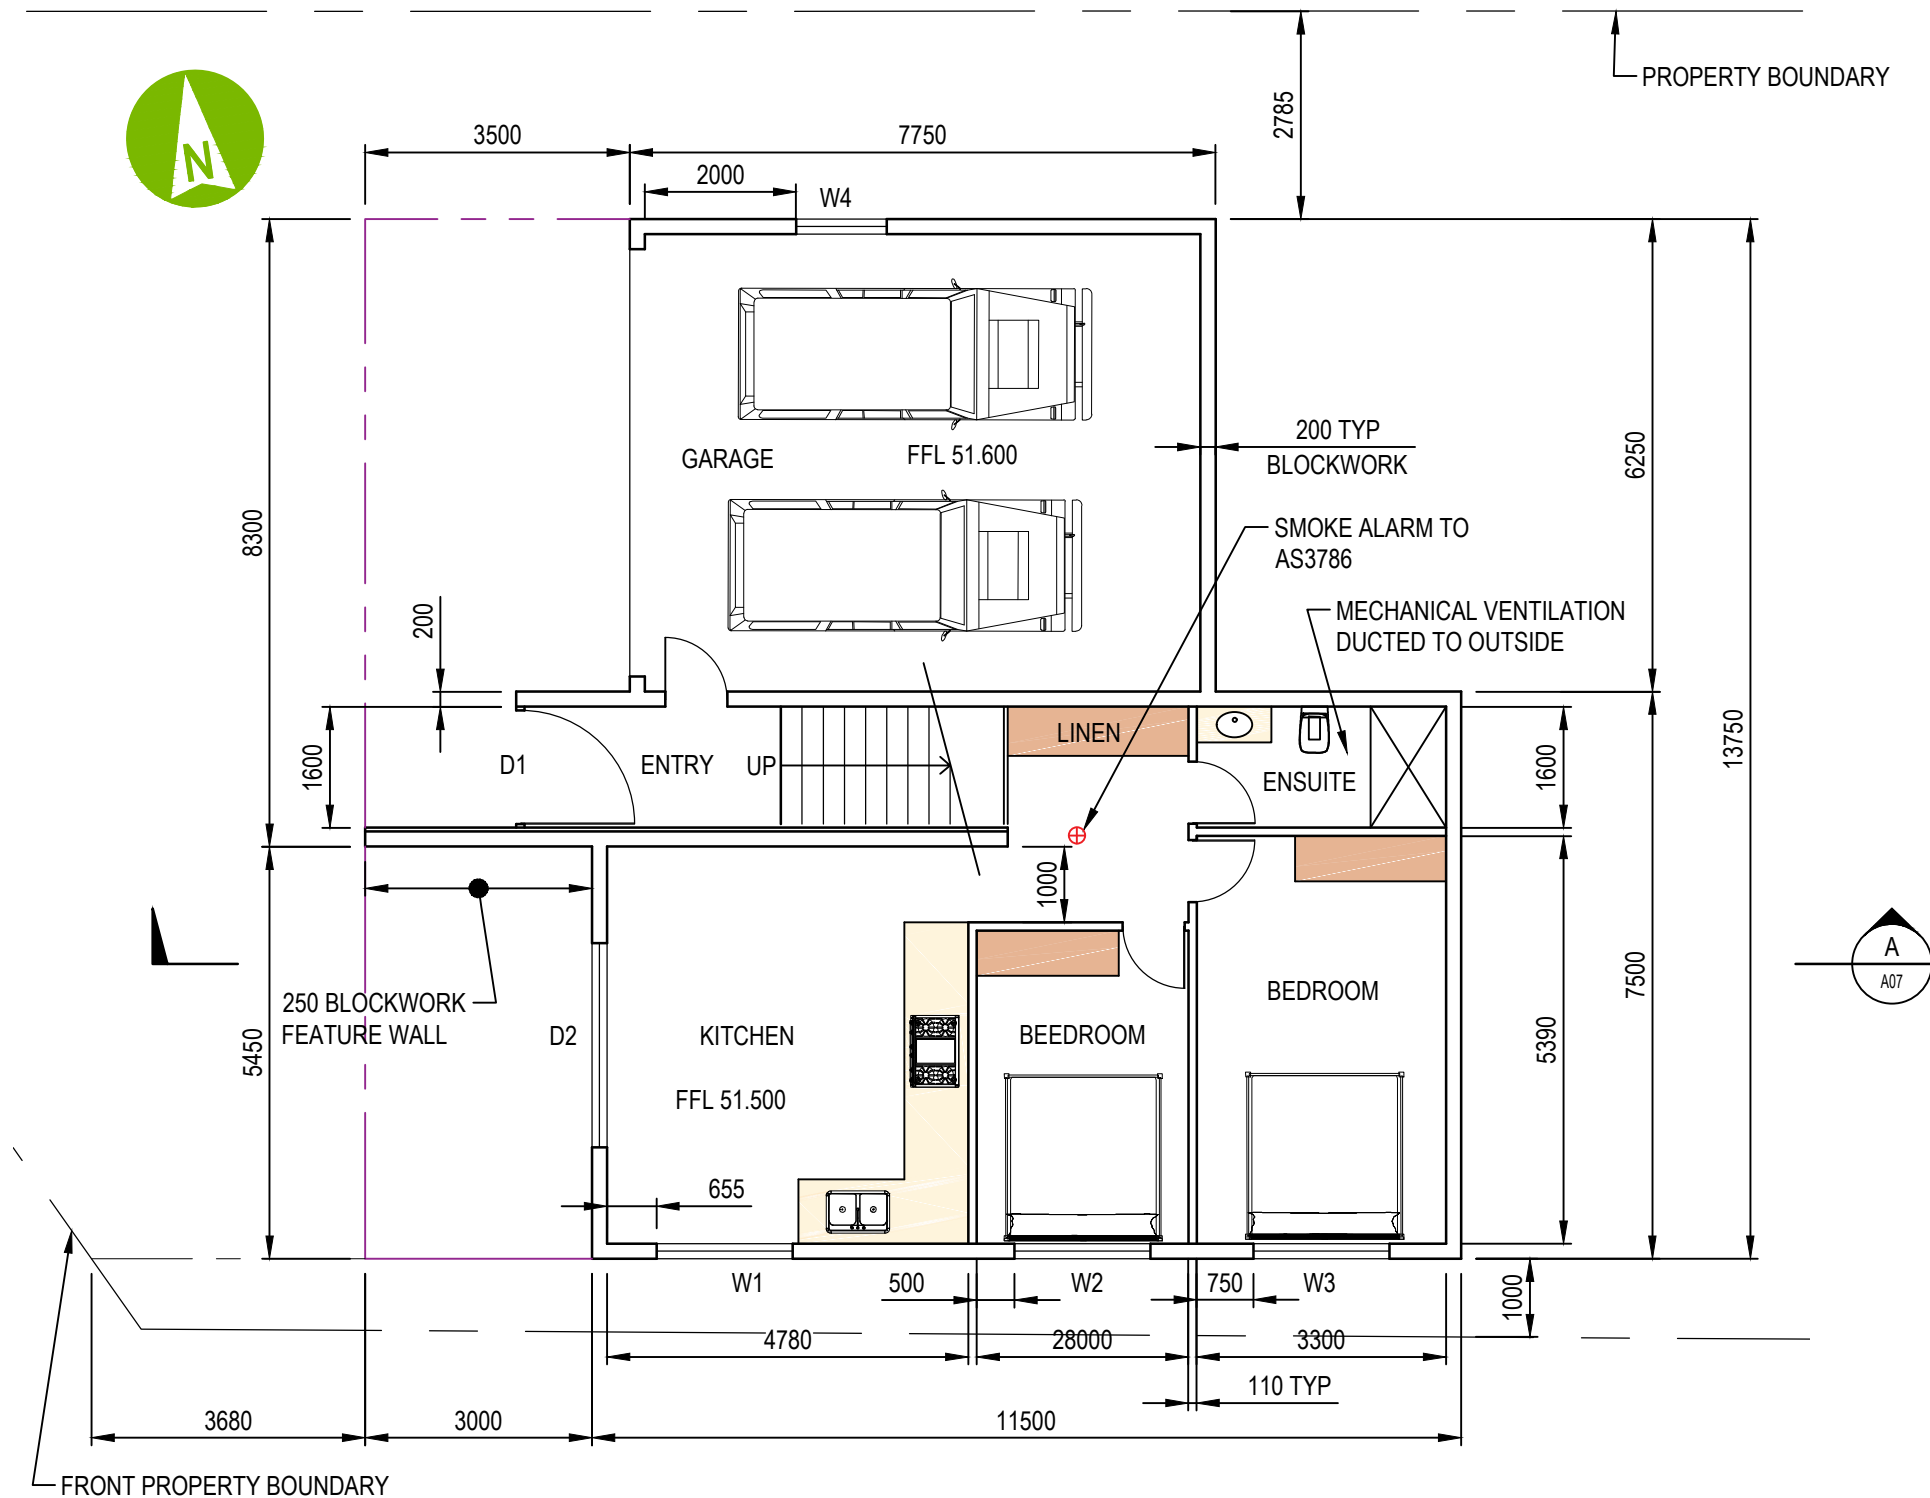 PROPERTY BOUNDARY
2785
3500
7750
2000
W4
N
8300
GARAGE
FFL 51.600
200 TYP
BLOCKWORK
6250
SMOKE ALARM TO
AS3786
MECHANICAL VENTILATION
DUCTED TO OUTSIDE
200
1600
D1
ENTRY
UP
LINEN
ENSUITE
1600
13750
1000
250 BLOCKWORK
FEATURE WALL
5450
D2
KITCHEN
FFL 51.500
BEEDROOM
BEDROOM
5390
7500
A
A07
655
W1
500
W2
750
W3
1000
4780
28000
3300
110 TYP
3680
3000
11500
FRONT PROPERTY BOUNDARY